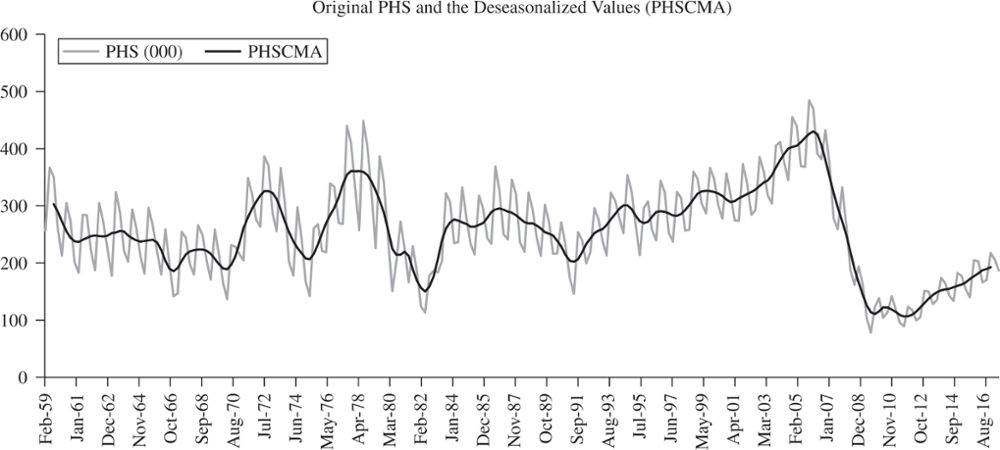 Original PHS and the Deseasonalized Values (PHSCMA)
600
PHS (000) PHSCMA
500
400
300
200
100
0
Feb-59 Jan-61 Dec-62 Nov-64 Oct-66 Sep-68 Aug-70 Jul-72 Jun-74 May-76 Apr-78 Mar-80 Feb-82 Jan-84 Dec-85 Nov-87 Oct-89 Sep-91 Aug-93 Jul-95 Jun-97 May-99 Apr-01 Mar-03 Feb-05 Jan-07 Dec-08 Nov-10 Oct-12 Sep-14 Aug-16